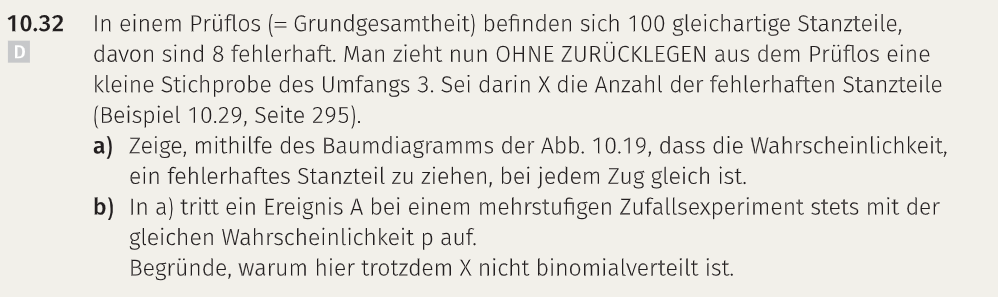 10.32 In einem Prüflos (= Grundgesamtheit) befinden sich 100 gleichartige Stanzteile,
D davon sind 8 fehlerhaft. Man zieht nun OHNE ZURÜCKLEGEN aus dem Prüflos eine
kleine Stichprobe des Umfangs 3. Sei darin X die Anzahl der fehlerhaften Stanzteile
(Beispiel 10.29, Seite 295).
a) Zeige, mithilfe des Baumdiagramms der Abb. 10.19, dass die Wahrscheinlichkeit,
ein fehlerhaftes Stanzteil zu ziehen, bei jedem Zug gleich ist.
b) In a) tritt ein Ereignis A bei einem mehrstufigen Zufallsexperiment stets mit der
gleichen Wahrscheinlichkeit p auf.
Begründe, warum hier trotzdem X nicht binomialverteilt ist.